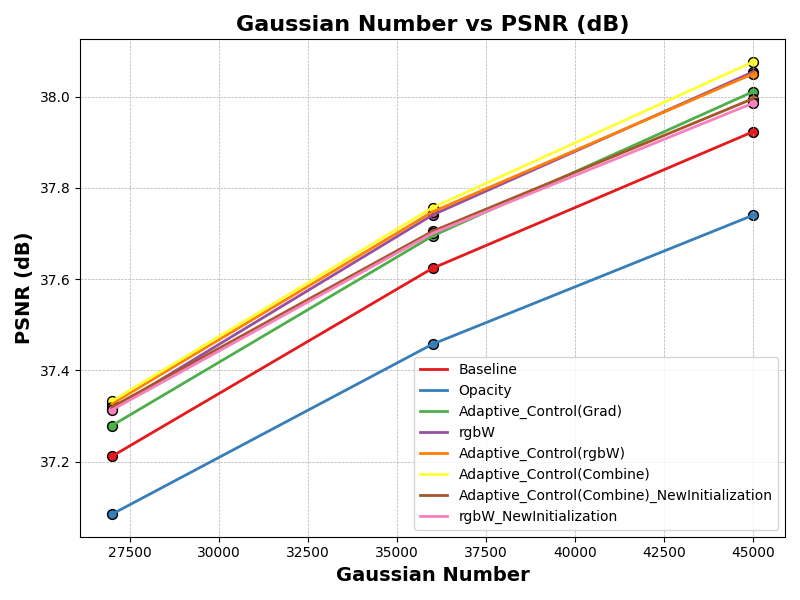 Gaussian Number vs PSNR (dB)
PSNR (dB)
38.0
37.8
37.6
37.4
37.2
Baseline
Opacity
Adaptive_Control(Grad)
rgbW
Adaptive_Control(rgbW)
Adaptive_Control(Combine)
Adaptive_Control(Combine)_NewInitialization
rgbW_NewInitialization
27500 30000 32500 35000 37500 40000 42500 45000
Gaussian Number